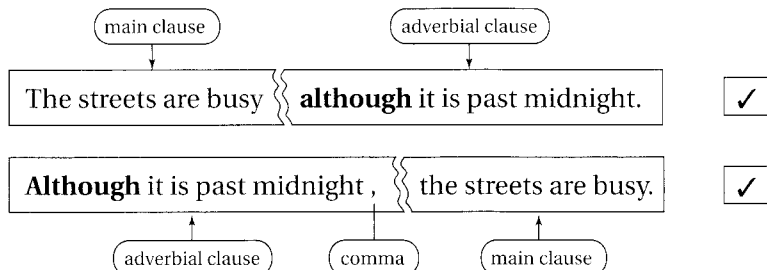 main clause adverbial clause
The streets are busy although it is past midnight. ✓
Although it is past midnight , the streets are busy. ✓
adverbial clause comma main clause